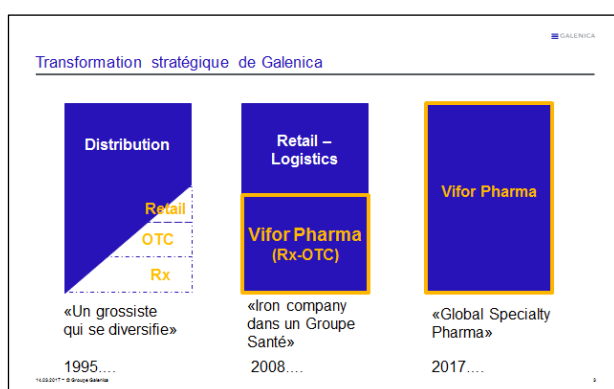 GALENICA
Transformation stratégique de Galenica
Distribution
Retail
OTC
Rx
«Un grossiste
qui se diversifie»
1995....
Retail –
Logistics
Vifor Pharma
(Rx-OTC)
«Iron company
dans un Groupe
Santé»
2008....
Vifor Pharma
«Global Specialty
Pharma»
2017....
14.03.2017 – © Groupe Galenica